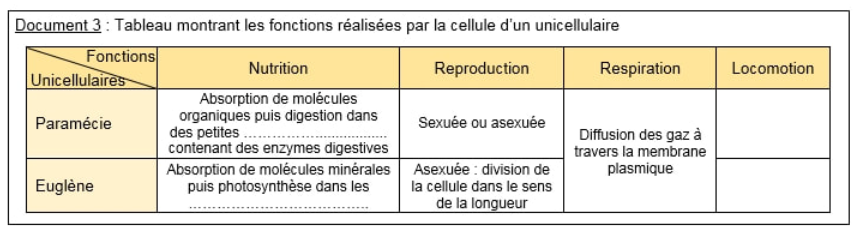 Document 3 : Tableau montrant les fonctions réalisées par la cellule d'un unicellulaire
Fonctions
Unicellulaires
Nutrition
Reproduction
Respiration
Locomotion
Paramécie
Absorption de molécules
organiques puis digestion dans
des petites ………………..................
contenant des enzymes digestives
Sexuée ou asexuée
Diffusion des gaz à
travers la membrane
plasmique
Euglène
Absorption de molécules minérales
puis photosynthèse dans les
………………………………..
Asexuée : division de
la cellule dans le sens
de la longueur